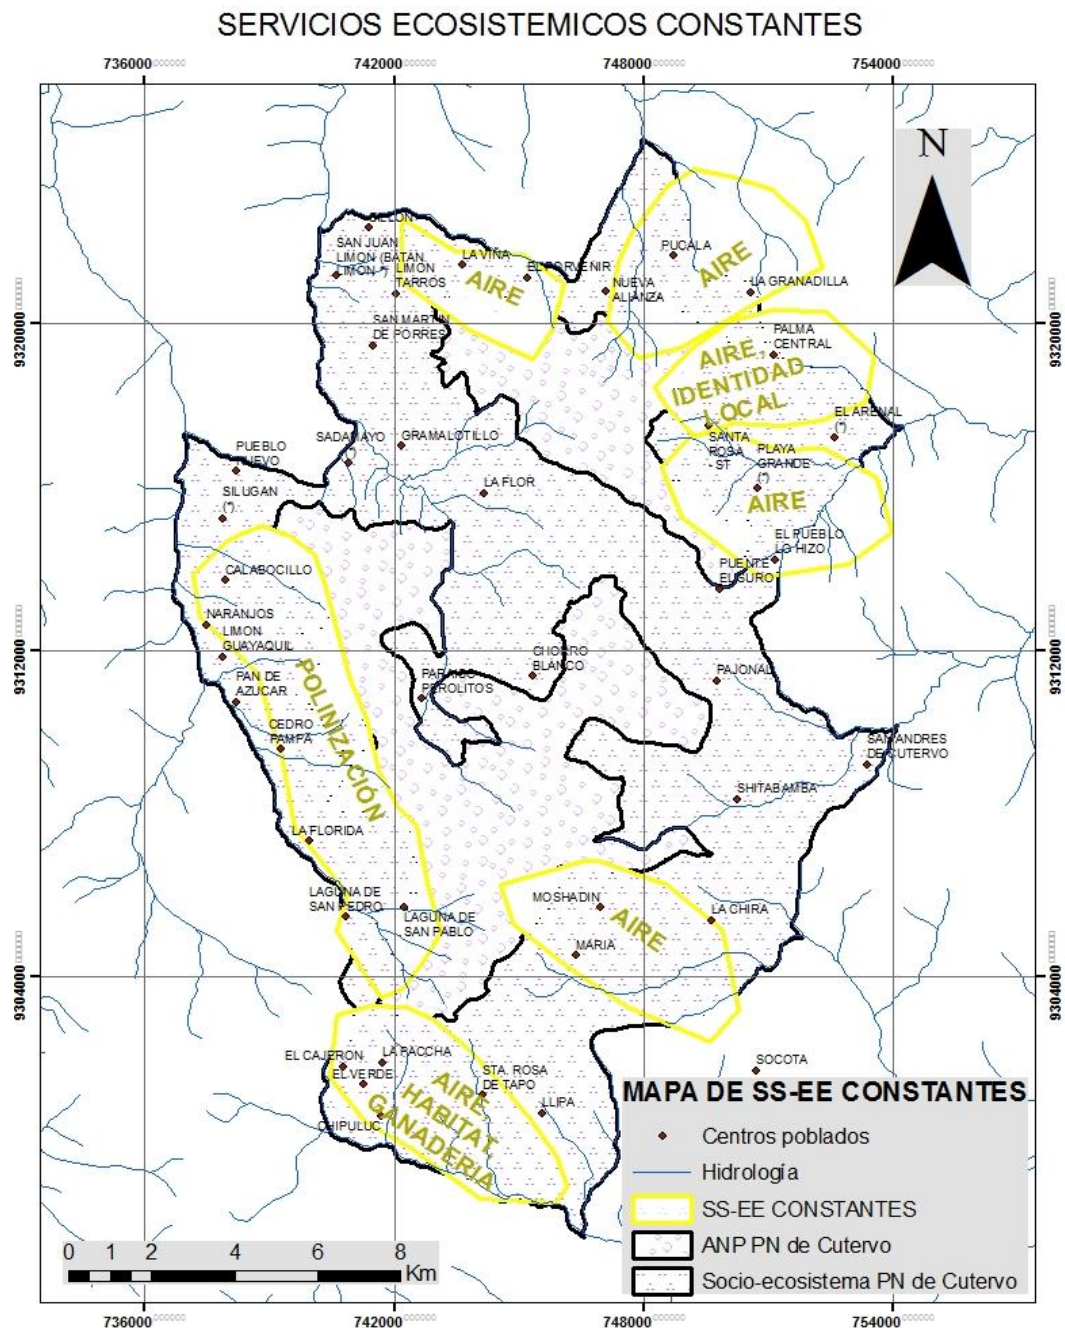 SERVICIOS ECOSISTEMICOS CONSTANTES
736000
742000
748000
754000
N
SAN JUAN
LIMON (BATAN
LIMON *)
LIMON
TARROS
LA VIÑA
EL PORVENIR
AIRE
PUCALA
AIRE
NUEVA
ALIANZA
LA GRANADILLA
9320000
9320000
SAN MARTIN
DE PORRES
PALMA
CENTRAL
AIRE,
IDENTIDAD
LOCAL
EL ARENAL
(*)
SANTA
ROSA
- ST
PLAYA
GRANDE
(*)
AIRE
PUEBLO
NUEVO
SADAMAYO
(*)
GRAMALOTILLO
SILUGAN
(*)
LA FLOR
EL PUEBLO
LO HIZO
PUENTE
CALABOCILLO
NARANJOS
LIMON
GUAYAQUIL
PAN DE
AZUCAR
CEDRO
PAMPA
POLINIZACIÓN
PEROLITOS
CHORRO
BLANCO
PAJONAL
9312000
9312000
SAN ANDRES
DE CUTERVO
SHITABAMBA
LA FLORIDA
LAGUNA DE
SAN PEDRO
LAGUNA DE
SAN PABLO
MOSHADIN
AIRE
LA CHIRA
MARIA
9304000
9304000
EL CAJERON
LA PACCHA
EL VERDE
CHIPULUC
STA. ROSA
DE TAPO
LLIPA
AIRE,
HABITAT,
GANADERIA
SOCOTA
MAPA DE SS-EE CONSTANTES
Centros poblados
Hidrología
SS-EE CONSTANTES
ANP PN de Cutervo
Socio-ecosistema PN de Cutervo
0 1 2 4 6 8
Km
736000
742000
748000
754000